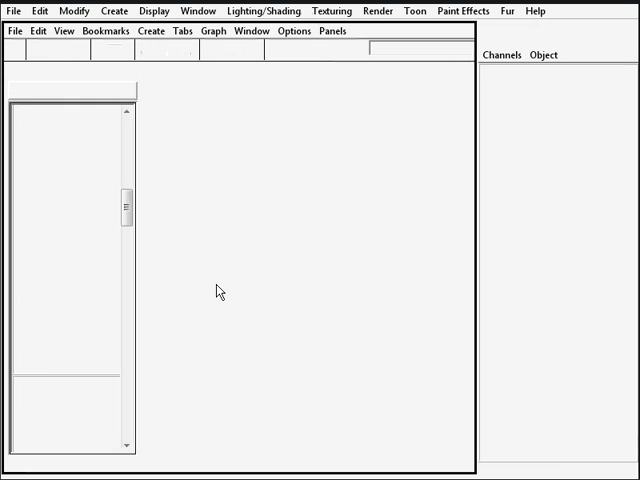 File Edit Modify Create Display Window Lighting/Shading Texturing Render Toon Paint Effects Fur Help
File Edit View Bookmarks Create Tabs Graph Window Options Panels
Channels Object